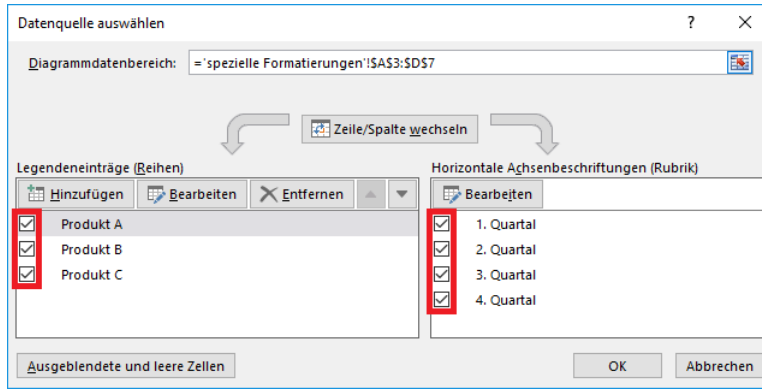 Datenquelle auswählen ?
Diagrammdatenbereich: ='spezielle Formatierungen'!$A$3:$D$7
Zeile/Spalte wechseln
Legendeneinträge (Reihen)
Hinzufügen Bearbeiten Entfernen
Produkt A
Produkt B
Produkt C
Horizontale Achsenbeschriftungen (Rubrik)
Bearbeiten
1. Quartal
2. Quartal
3. Quartal
4. Quartal
Ausgeblendete und leere Zellen OK Abbrechen